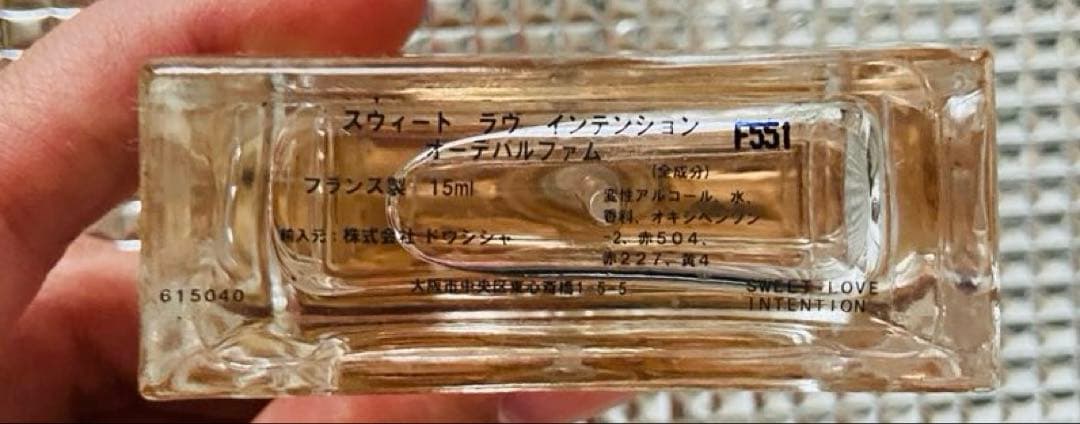 スウィート ラヴ インテンション
オーデパルファム
F551
フランス製 15ml
(全成分)
変性アルコール、水、
香料、オキシベンゾン
-2、赤504、
赤227、黄4
輸入元:株式会社 ドウシシャ
大阪市中央区東心斎橋1-5-5
615040
SWEET LOVE
INTENTION